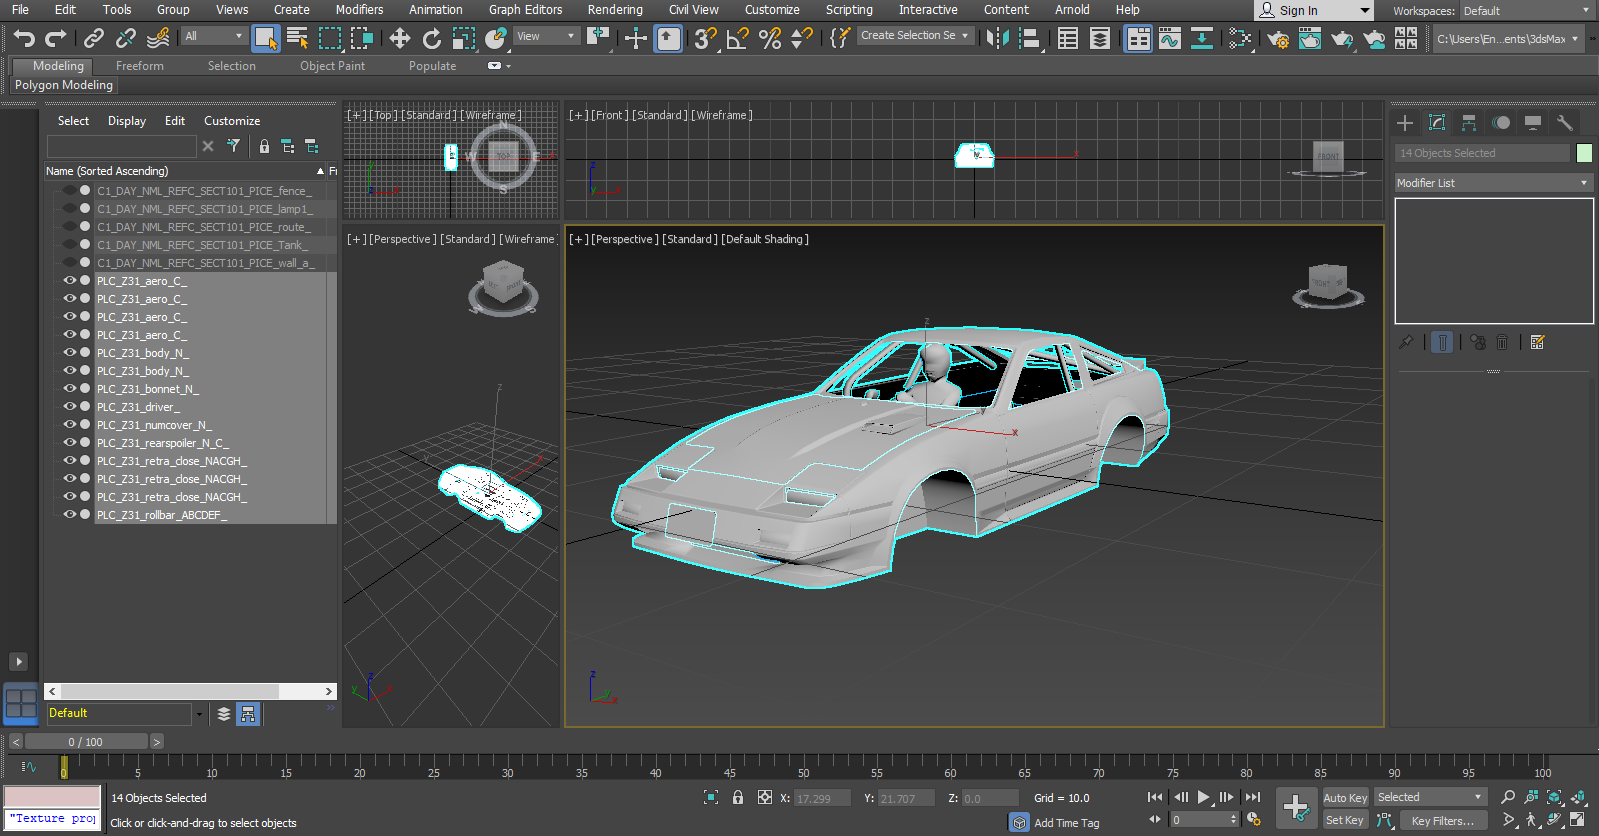 File Edit Tools Group Views Create Modifiers Animation Graph Editors Rendering Civil View Customize Scripting Interactive Content Arnold Help Sign In Workspaces: Default
All View 3 Create Selection Se C:\Users\En...ents\3dsMax
Modeling Freeform Selection Object Paint Populate
Polygon Modeling
Select Display Edit Customize
Name (Sorted Ascending) Fr
C1_DAY_NML_REFC_SECT101_PICE_fence_
C1_DAY_NML_REFC_SECT101_PICE_lamp1_
C1_DAY_NML_REFC_SECT101_PICE_route_
C1_DAY_NML_REFC_SECT101_PICE_Tank_
C1_DAY_NML_REFC_SECT101_PICE_wall_a_
PLC_Z31_aero_C_
PLC_Z31_aero_C_
PLC_Z31_aero_C_
PLC_Z31_aero_C_
PLC_Z31_body_N_
PLC_Z31_body_N_
PLC_Z31_bonnet_N_
PLC_Z31_driver_
PLC_Z31_numcover_N_
PLC_Z31_rearspoiler_N_C_
PLC_Z31_retra_close_NACGH_
PLC_Z31_retra_close_NACGH_
PLC_Z31_retra_close_NACGH_
PLC_Z31_rollbar_ABCDEF_
Default
[+] [Top] [Standard] [Wireframe]
N W TOP E S
[+] [Front] [Standard] [Wireframe]
FRONT
z x
[+] [Perspective] [Standard] [Wireframe
[+] [Perspective] [Standard] [Default Shading]
z y x
14 Objects Selected
Modifier List
< 0 / 100 >
0 5 10 15 20 25 30 35 40 45 50 55 60 65 70 75 80 85 90 95 100
"Texture prop
14 Objects Selected
Click or click-and-drag to select objects
X: 17.299 Y: 21.707 Z: 0.0 Grid = 10.0
Add Time Tag
0
Auto Key Selected
Set Key Key Filters...